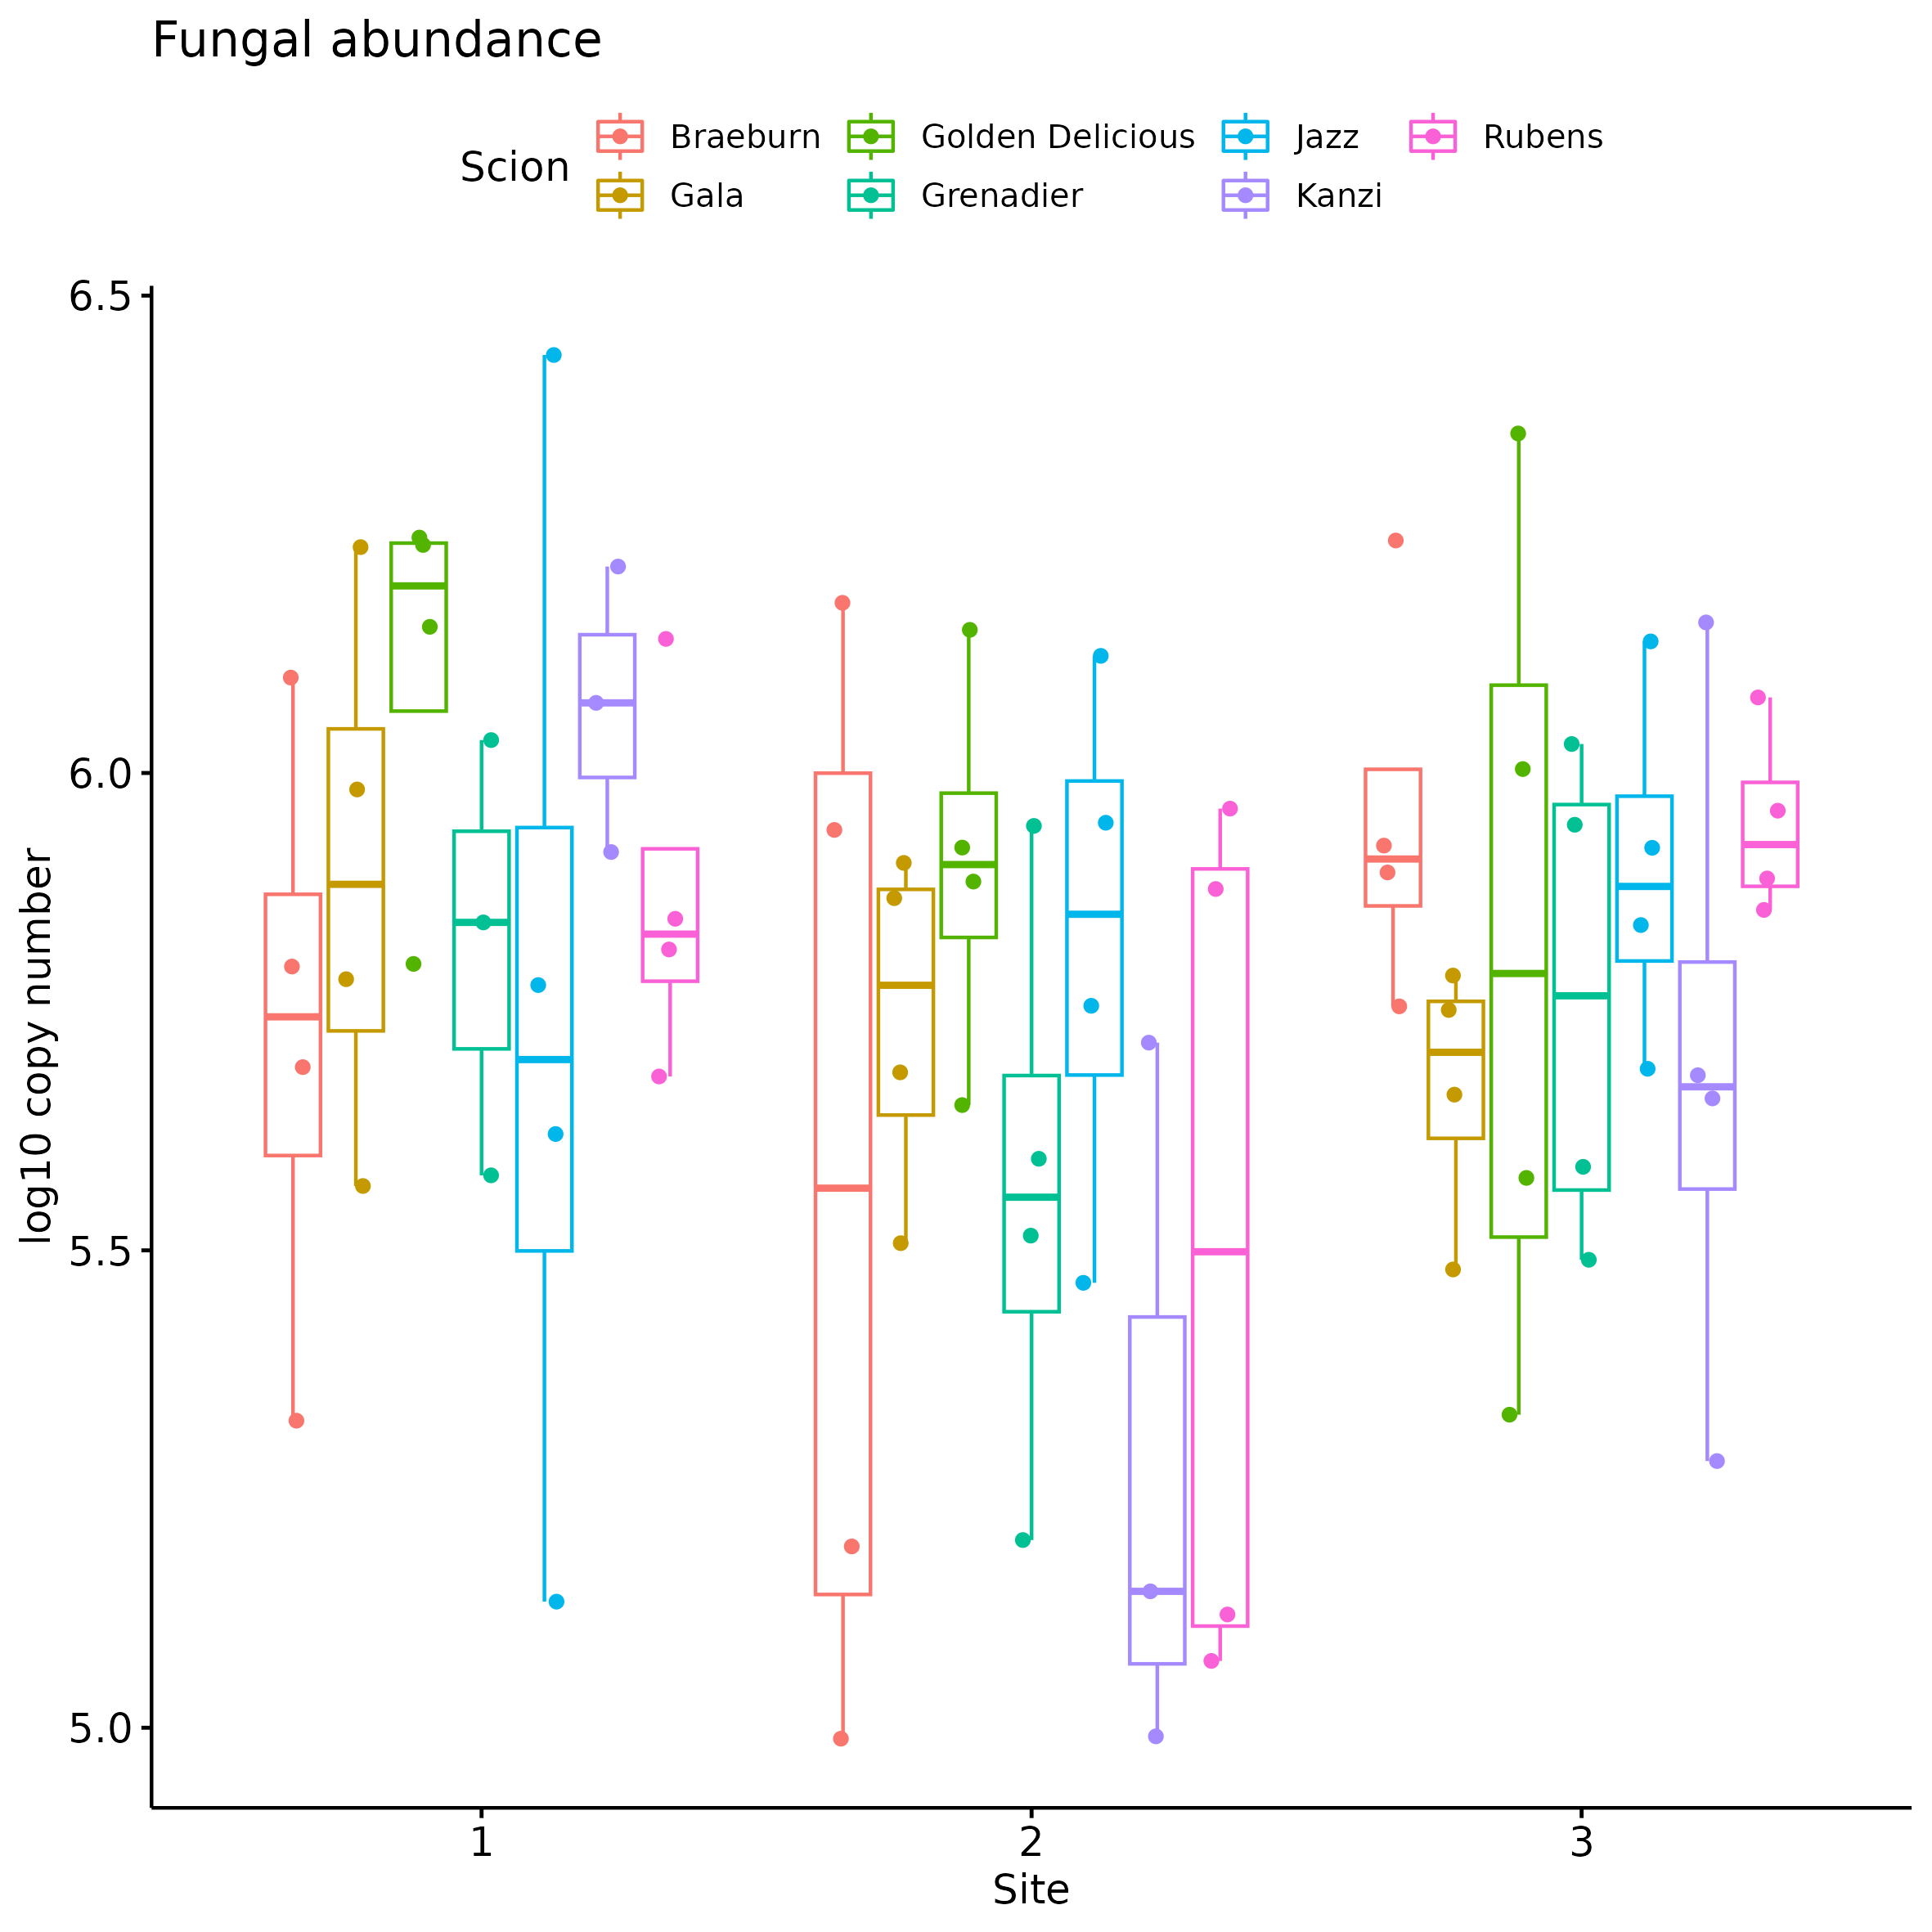 Fungal abundance
Scion
Braeburn
Golden Delicious
Jazz
Rubens
Gala
Grenadier
Kanzi
log10 copy number
6.5
6.0
5.5
5.0
1
2
3
Site